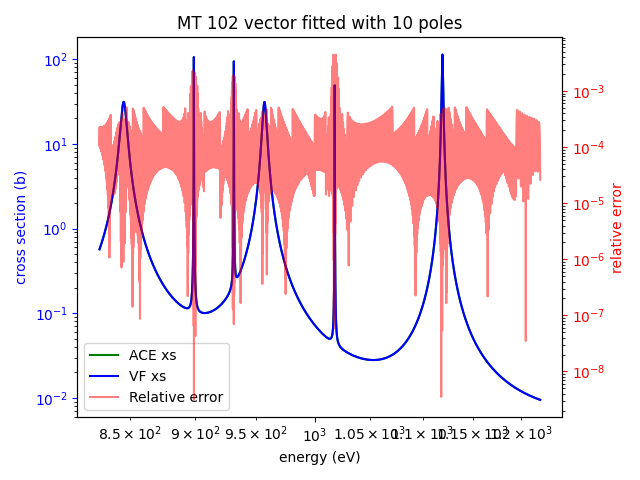 MT 102 vector fitted with 10 poles
cross section (b)
10²
10¹
10⁰
10⁻¹
10⁻²
relative error
10⁻³
10⁻⁴
10⁻⁵
10⁻⁶
10⁻⁷
10⁻⁸
ACE xs
VF xs
Relative error
8.5 × 10² 9 × 10² 9.5 × 10² 10³ 1.05 × 10³ 1.1 × 10³ 1.15 × 10³ 1.2 × 10³
energy (eV)